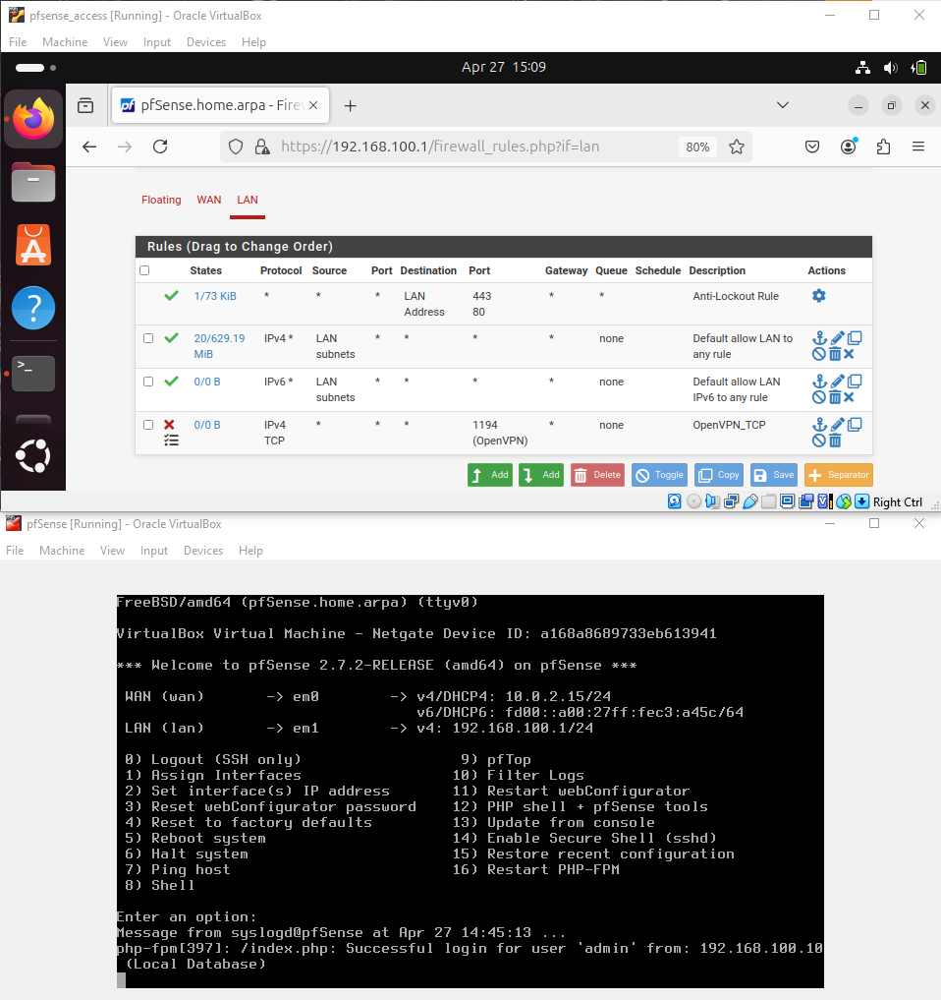 pfsense_access [Running] - Oracle VirtualBox
File Machine View Input Devices Help
Apr 27 15:09
pfSense.home.arpa - Fire
https://192.168.100.1/firewall_rules.php?if=lan 80%
Floating WAN LAN
Rules (Drag to Change Order)
States Protocol Source Port Destination Port Gateway Queue Schedule Description Actions
1/73 KiB * * * LAN 443 * * Anti-Lockout Rule
Address 80
20/629.19 IPv4 * LAN * * * * none Default allow LAN to
MiB subnets any rule
0/0 B IPv6 * LAN * * * * none Default allow LAN
subnets IPv6 to any rule
0/0 B IPv4 * * * 1194 * none OpenVPN_TCP
TCP (OpenVPN)
Add Add Delete Toggle Copy Save Separator
Right Ctrl
pfSense [Running] - Oracle VirtualBox
File Machine View Input Devices Help
FreeBSD/amd64 (pfSense.home.arpa) (ttyv0)
VirtualBox Virtual Machine - Netgate Device ID: a168a8689733eb613941
*** Welcome to pfSense 2.7.2-RELEASE (amd64) on pfSense ***
WAN (wan) -> em0 -> v4/DHCP4: 10.0.2.15/24
v6/DHCP6: fd00::a00:27ff:fec3:a45c/64
LAN (lan) -> em1 -> v4: 192.168.100.1/24
0) Logout (SSH only) 9) pfTop
1) Assign Interfaces 10) Filter Logs
2) Set interface(s) IP address 11) Restart webConfigurator
3) Reset webConfigurator password 12) PHP shell + pfSense tools
4) Reset to factory defaults 13) Update from console
5) Reboot system 14) Enable Secure Shell (sshd)
6) Halt system 15) Restore recent configuration
7) Ping host 16) Restart PHP-FPM
8) Shell
Enter an option:
Message from syslogd@pfSense at Apr 27 14:45:13 ...
php-fpm[397]: /index.php: Successful login for user 'admin' from: 192.168.100.10
(Local Database)